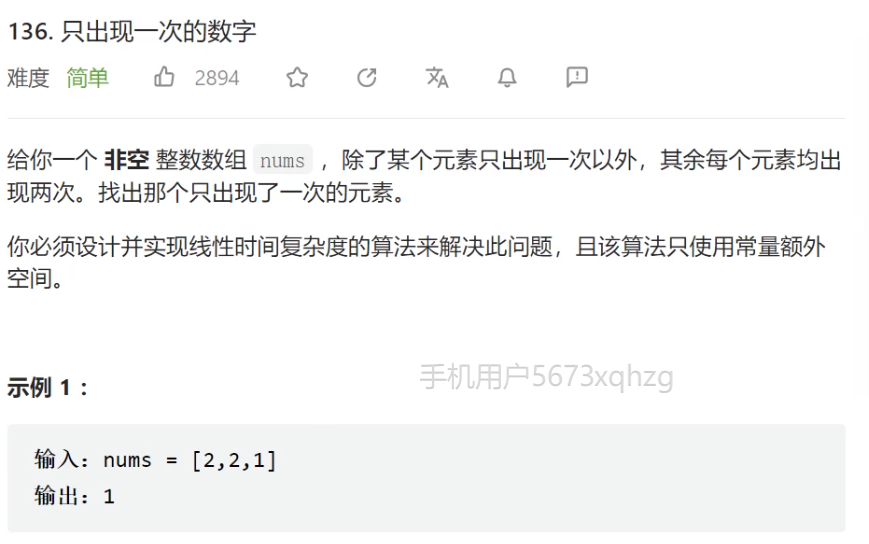 136. 只出现一次的数字
难度 简单 2894
给你一个 非空 整数数组 nums ，除了某个元素只出现一次以外，其余每个元素均出
现两次。找出那个只出现了一次的元素。
你必须设计并实现线性时间复杂度的算法来解决此问题，且该算法只使用常量额外
空间。
手机用户5673xqhzg
示例 1：
输入：nums = [2,2,1]
输出：1